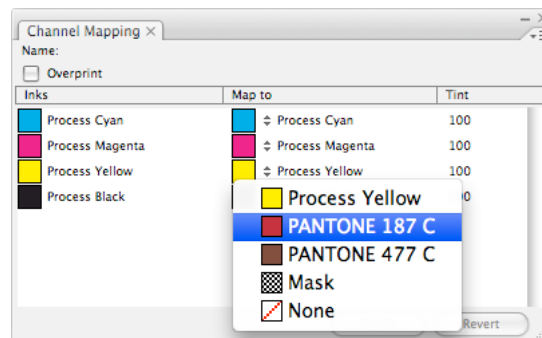 Channel Mapping ×
Name:
Overprint
Inks Map to Tint
Process Cyan Process Cyan 100
Process Magenta Process Magenta 100
Process Yellow Process Yellow 100
Process Black 0
Process Yellow
PANTONE 187 C
PANTONE 477 C
Mask
None
Revert